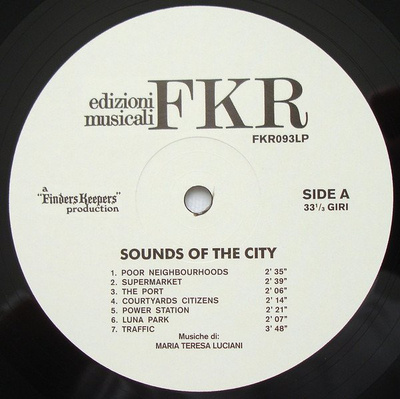 edizioni
musicali
FKR
FKR093LP
a
"Finders Keepers"
production
SIDE A
33 1/3 GIRI
SOUNDS OF THE CITY
1. POOR NEIGHBOURHOODS 2' 35"
2. SUPERMARKET 2' 39"
3. THE PORT 2' 06"
4. COURTYARDS CITIZENS 2' 14"
5. POWER STATION 2' 21"
6. LUNA PARK 2' 07"
7. TRAFFIC 3' 48"
Musiche di:
MARIA TERESA LUCIANI